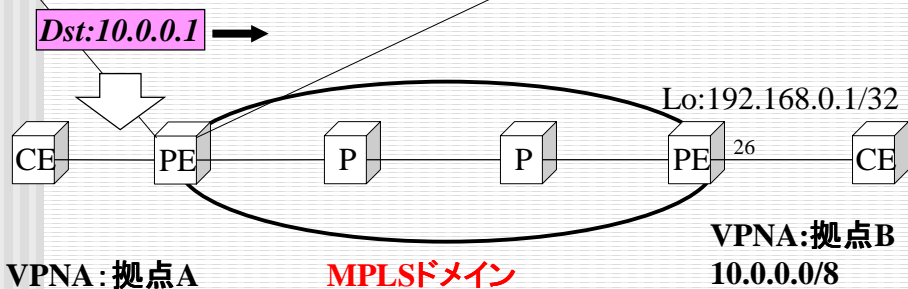 Dst:10.0.0.1
Lo:192.168.0.1/32
CE PE P P PE 26 CE
VPNA:拠点B
VPNA:拠点A MPLSドメイン 10.0.0.0/8